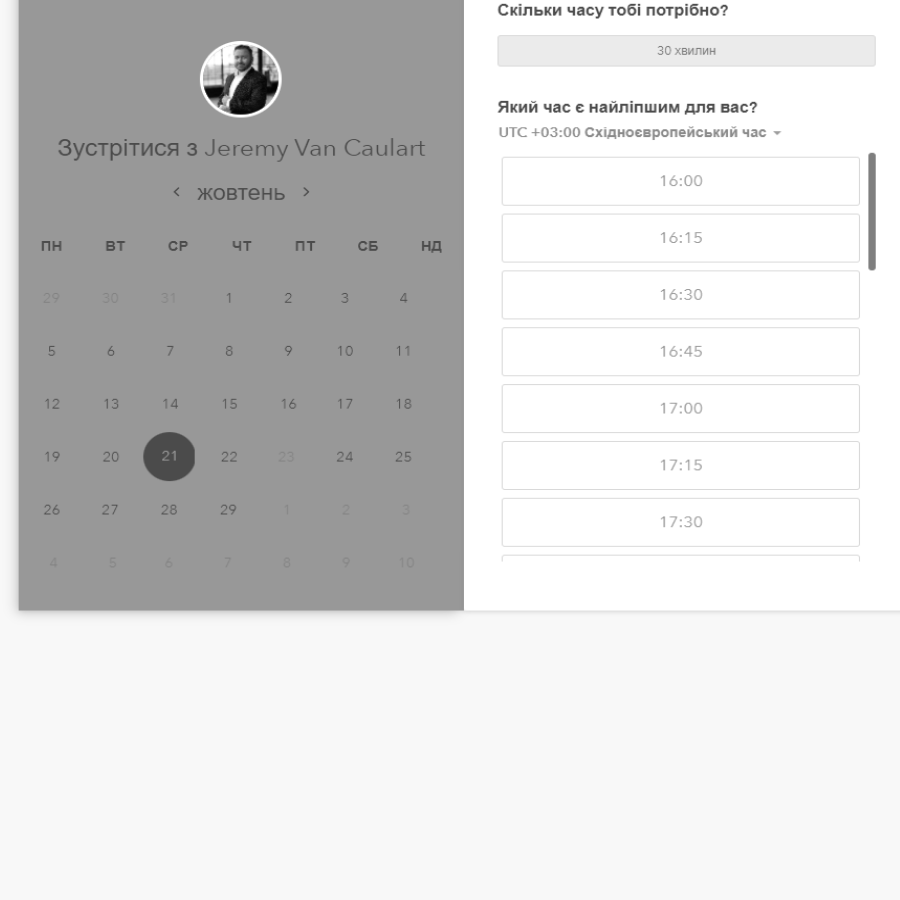 Зустрітися з Jeremy Van Caulart
жовтень
ПН ВТ СР ЧТ ПТ СБ НД
29 30 31 1 2 3 4
5 6 7 8 9 10 11
12 13 14 15 16 17 18
19 20 21 22 23 24 25
26 27 28 29 1 2 3
4 5 6 7 8 9 10
Скільки часу тобі потрібно?
30 хвилин
Який час є найліпшим для вас?
UTC +03:00 Східноєвропейський час
16:00
16:15
16:30
16:45
17:00
17:15
17:30